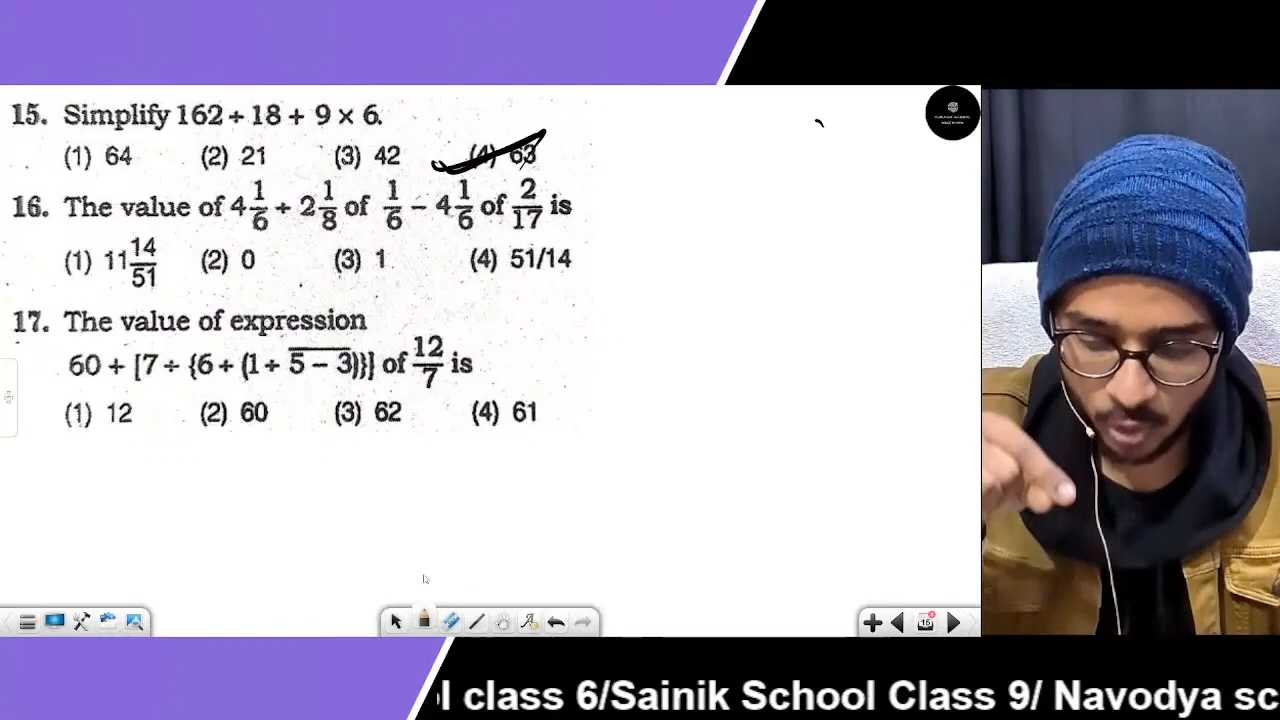 15. Simplify 162 ÷ 18 + 9 × 6.
(1) 64 (2) 21 (3) 42 (4) 63
16. The value of 4 1/6 ÷ 2 1/8 of 1/6 − 4 1/6 of 2/17 is
(1) 11 14/51 (2) 0 (3) 1 (4) 51/14
17. The value of expression
60 + [7 ÷ {6 + (1 + 5̅ ̅−̅ ̅3̅)}] of 12/7 is
(1) 12 (2) 60 (3) 62 (4) 61
15
l class 6/Sainik School Class 9/ Navodya sc